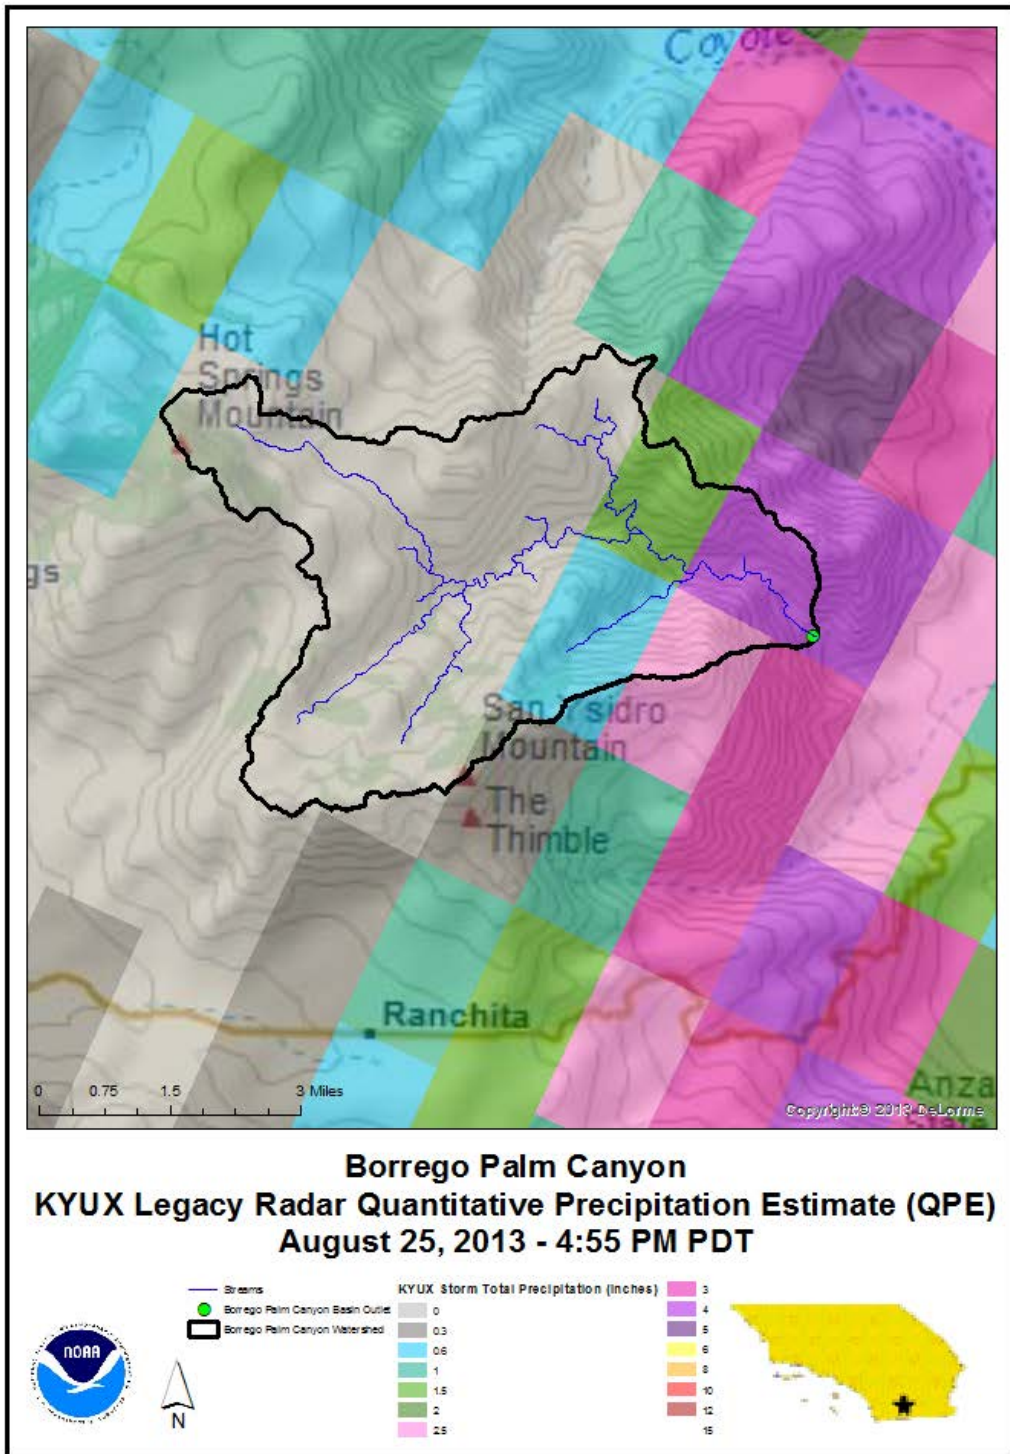 Coyote
Hot
Springs
Mountain
gs
San Ysidro
Mountain
The
Thimble
Ranchita
Anza
State
0 0.75 1.5 3 Miles
Copyright:© 2013 DeLorme
Borrego Palm Canyon
KYUX Legacy Radar Quantitative Precipitation Estimate (QPE)
August 25, 2013 - 4:55 PM PDT
Streams
Borrego Palm Canyon Basin Outlet
Borrego Palm Canyon Watershed
NOAA
N
KYUX Storm Total Precipitation (Inches)
0
0.3
0.6
1
1.5
2
2.5
3
4
5
6
8
10
12
15